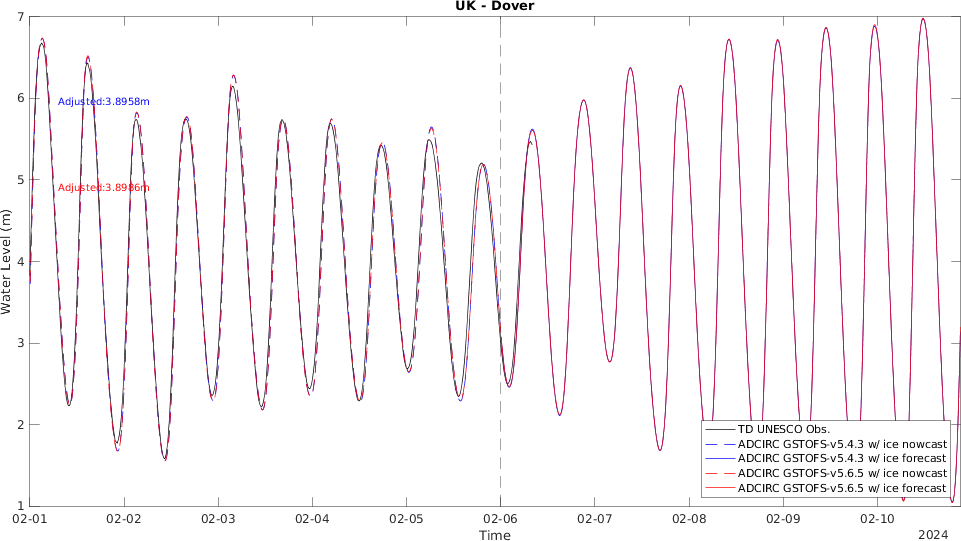 UK - Dover
7
6
5
4
3
2
1
Water Level (m)
Adjusted:3.8958m
Adjusted:3.8986m
TD UNESCO Obs.
ADCIRC GSTOFS-v5.4.3 w/ ice nowcast
ADCIRC GSTOFS-v5.4.3 w/ ice forecast
ADCIRC GSTOFS-v5.6.5 w/ ice nowcast
ADCIRC GSTOFS-v5.6.5 w/ ice forecast
02-01 02-02 02-03 02-04 02-05 02-06 02-07 02-08 02-09 02-10
Time
2024